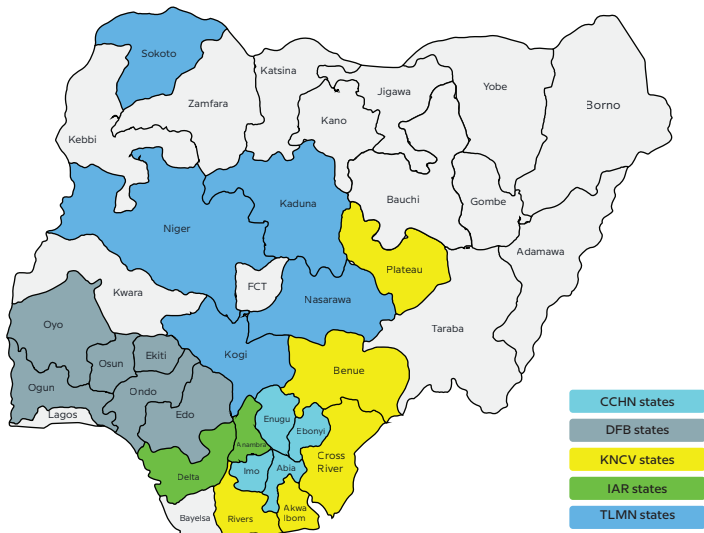 Sokoto
Katsina
Jigawa
Yobe
Borno
Zamfara
Kano
Kebbi
Bauchi
Gombe
Kaduna
Niger
Adamawa
Plateau
FCT
Kwara
Nasarawa
Oyo
Taraba
Ekiti
Kogi
Osun
Benue
Ogun
Ondo
Lagos
Edo
Enugu
Ebonyi
Anambra
Cross
River
Imo
Abia
Delta
Akwa
ibom
Bayelsa
Rivers
CCHN states
DFB states
KNCV states
IAR states
TLMN states